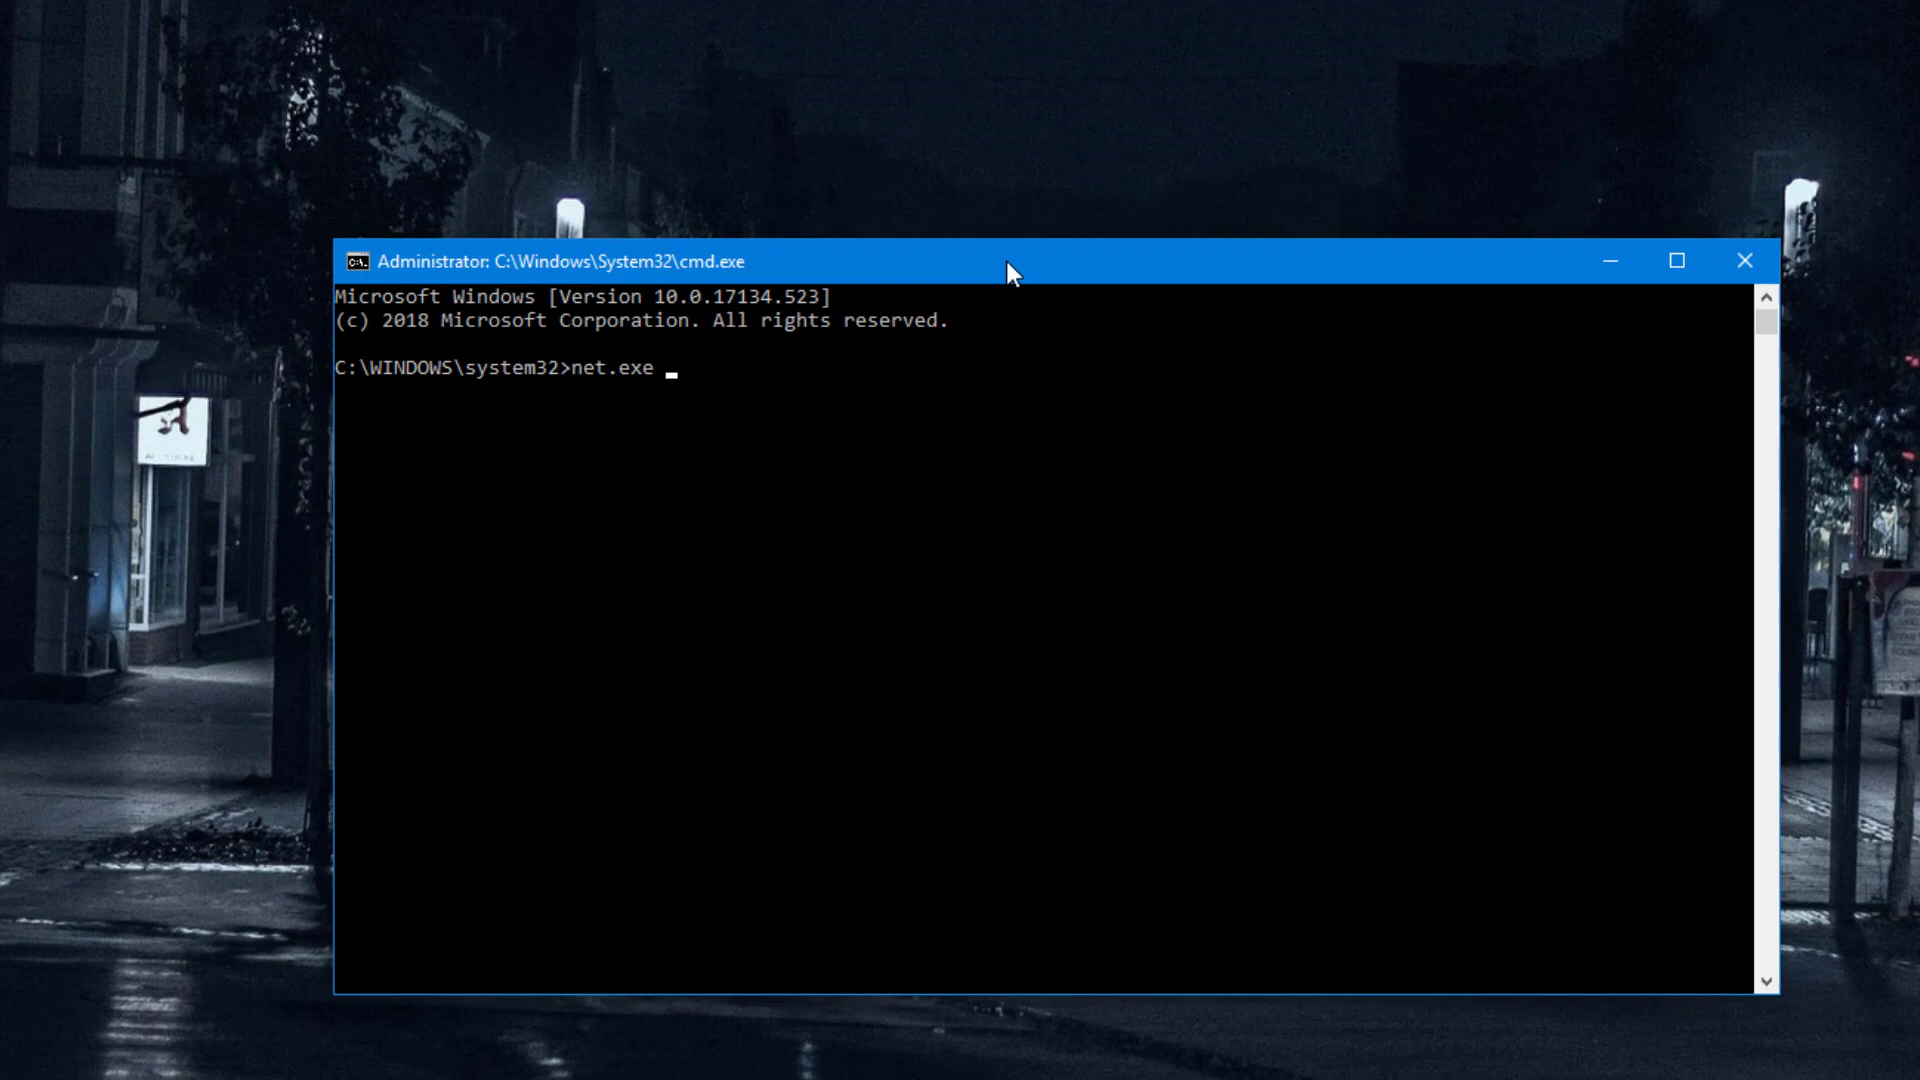 Administrator: C:\Windows\System32\cmd.exe
Microsoft Windows [Version 10.0.17134.523]
(c) 2018 Microsoft Corporation. All rights reserved.
C:\WINDOWS\system32>net.exe